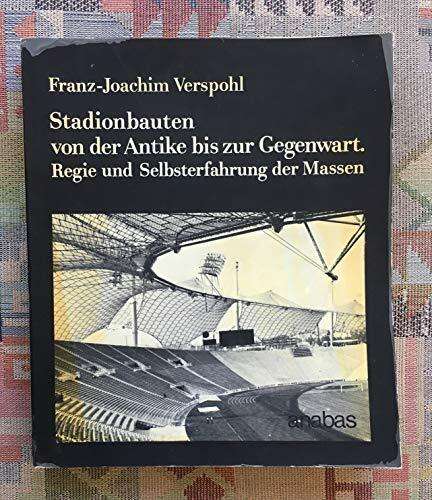 Franz-Joachim Verspohl
Stadionbauten
von der Antike bis zur Gegenwart.
Regie und Selbsterfahrung der Massen
anabas